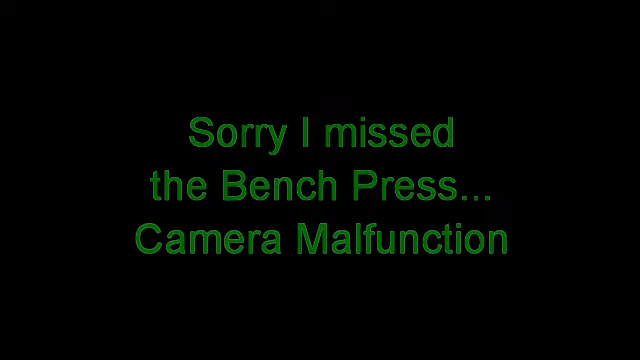 Sorry I missed
the Bench Press...
Camera Malfunction